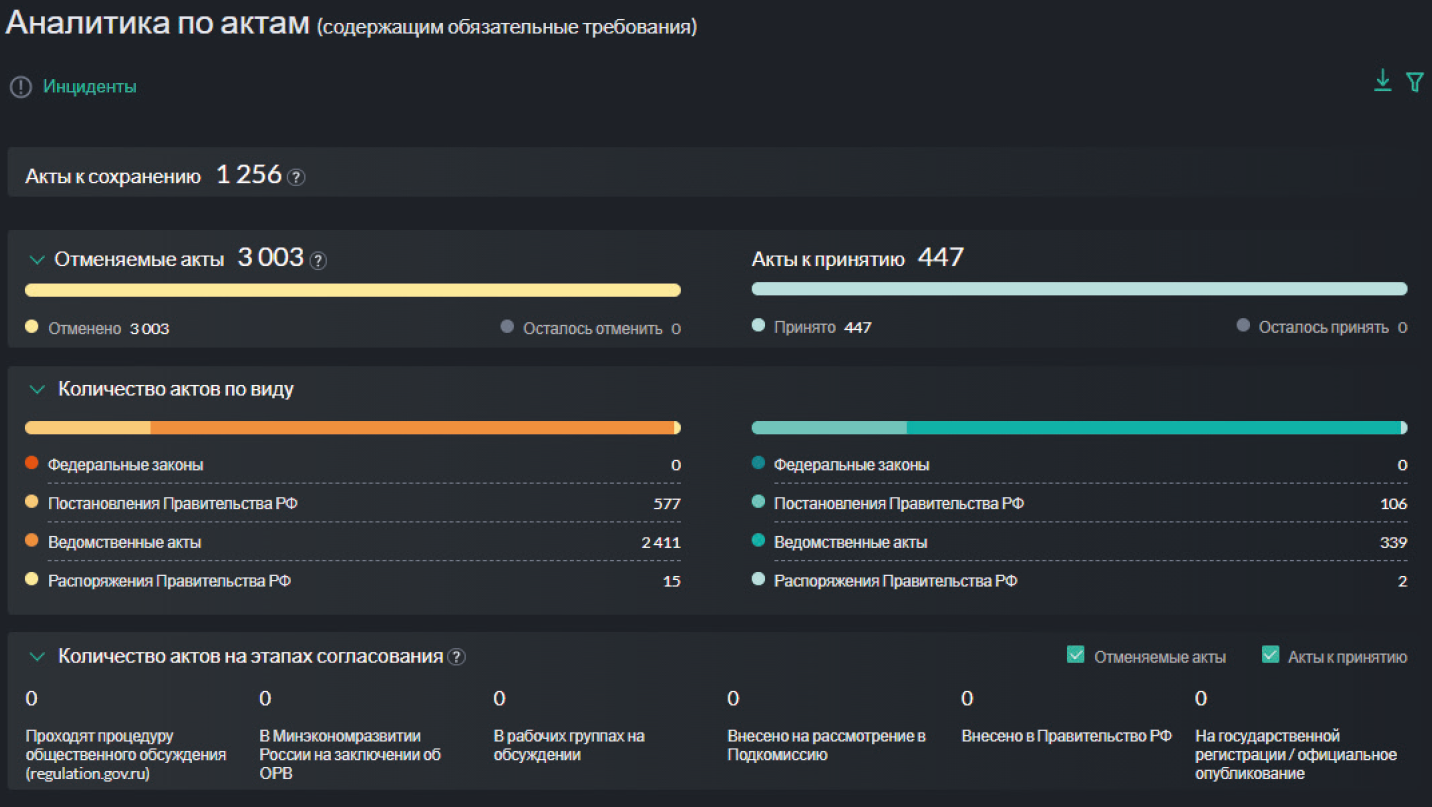 Аналитика по актам (содержащим обязательные требования)
Инциденты
Акты к сохранению 1 256 ?
Отменяемые акты 3 003 ?
Акты к принятию 447
Отменено 3 003
Осталось отменить 0
Принято 447
Осталось принять 0
Количество актов по виду
Федеральные законы 0
Постановления Правительства РФ 577
Ведомственные акты 2 411
Распоряжения Правительства РФ 15
Федеральные законы 0
Постановления Правительства РФ 106
Ведомственные акты 339
Распоряжения Правительства РФ 2
Количество актов на этапах согласования ?
Отменяемые акты
Акты к принятию
0
Проходят процедуру
общественного обсуждения
(regulation.gov.ru)
0
В Минэкономразвитии
России на заключении об
ОРВ
0
В рабочих группах на
обсуждении
0
Внесено на рассмотрение в
Подкомиссию
0
Внесено в Правительство РФ
0
На государственной
регистрации / официальное
опубликование